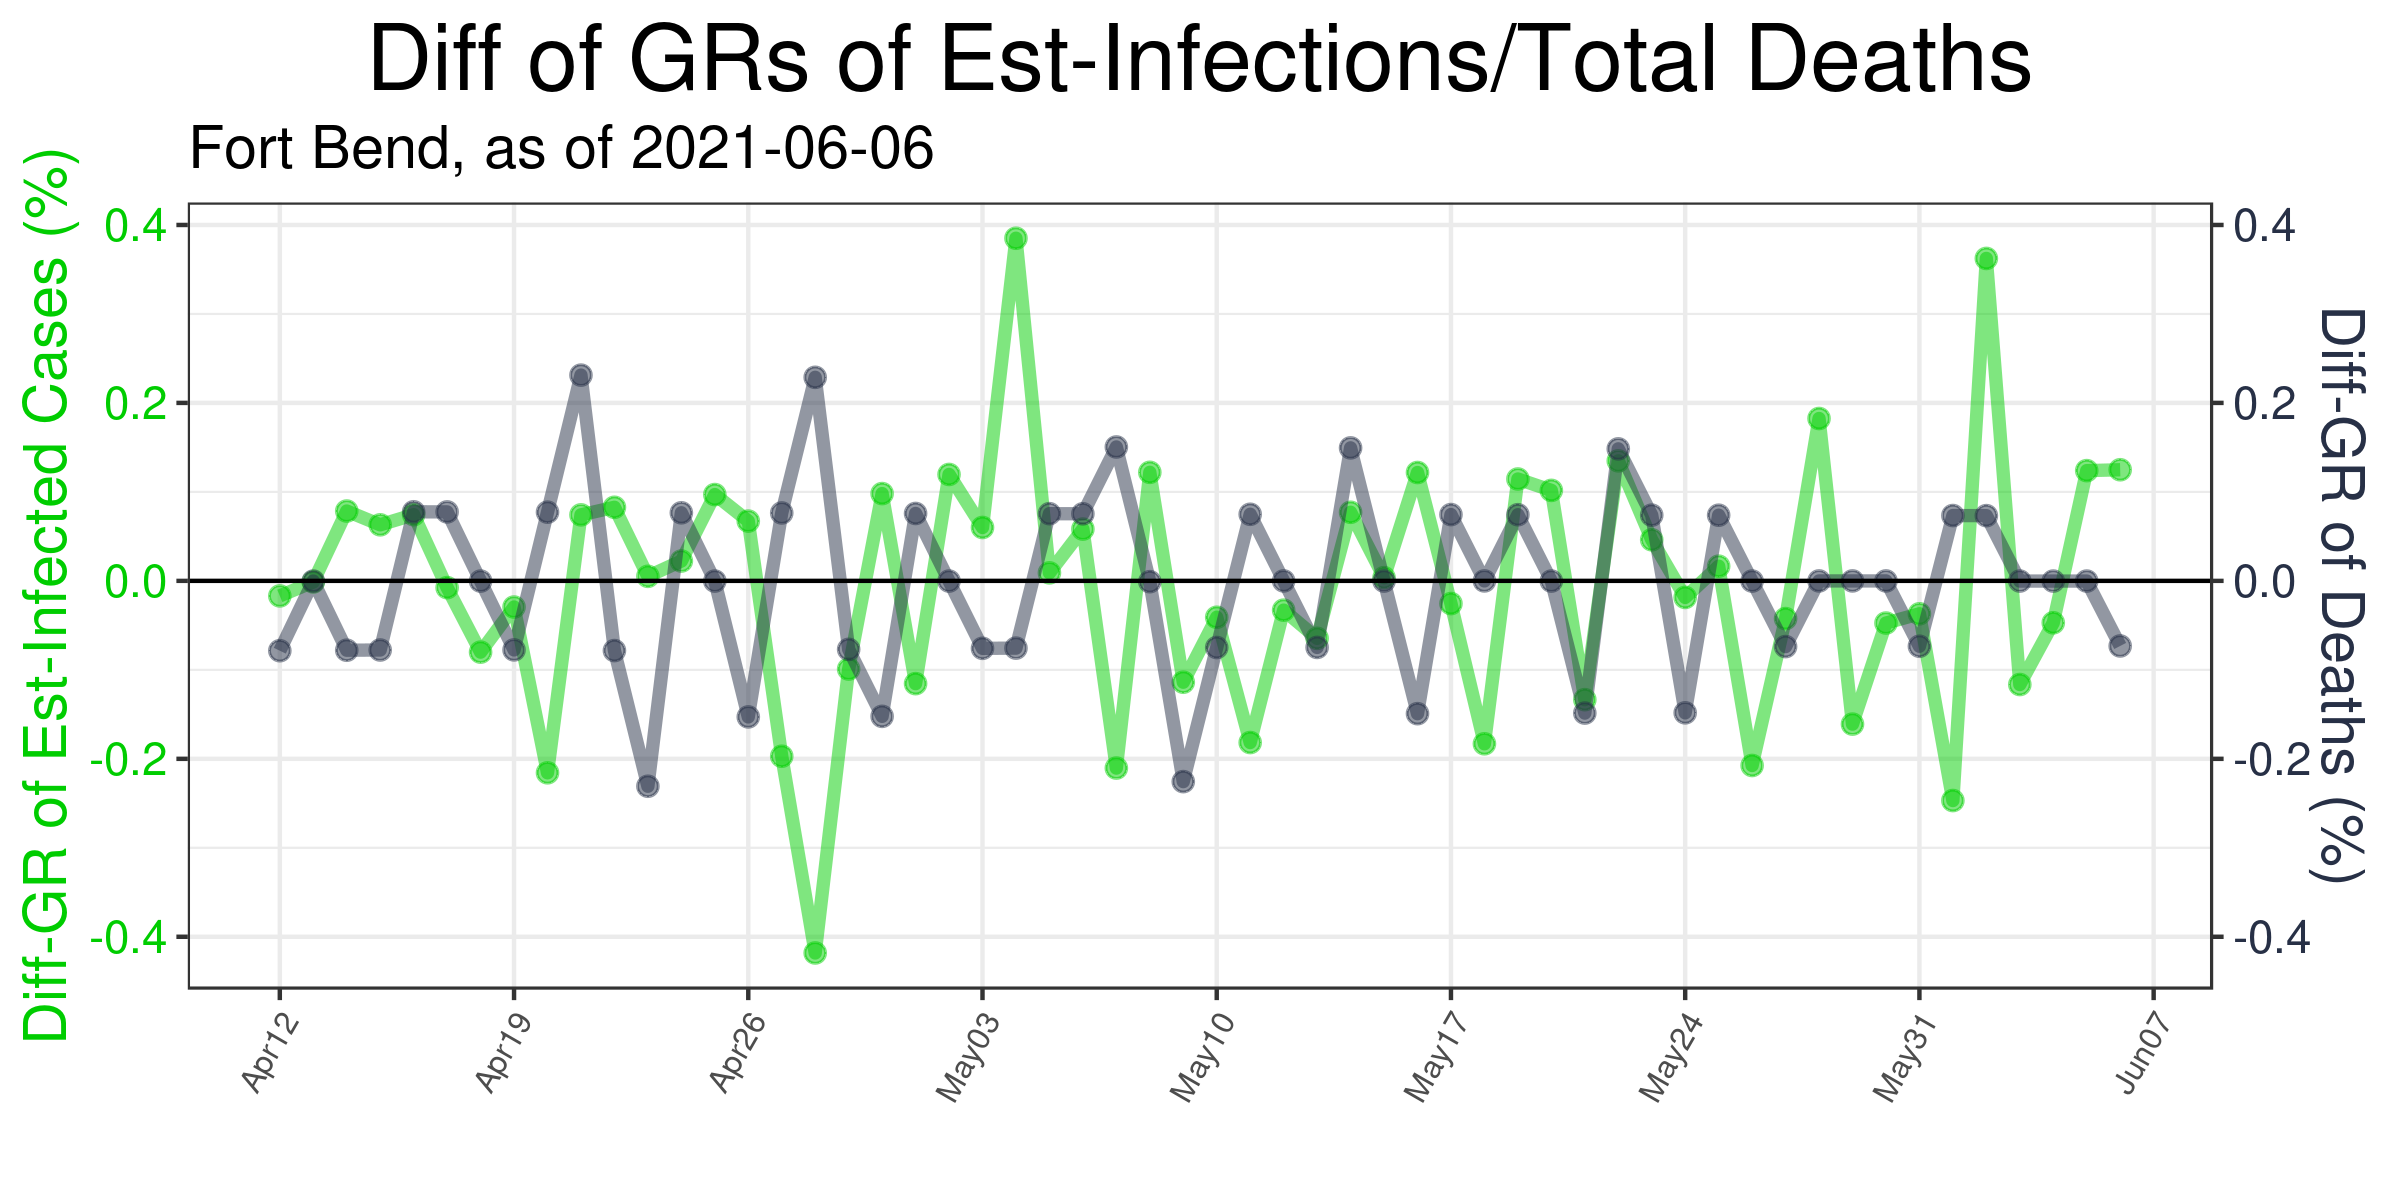 Diff of GRs of Est-Infections/Total Deaths
Fort Bend, as of 2021-06-06
Diff-GR of Est-Infected Cases (%)
0.4
0.2
0.0
-0.2
-0.4
0.4
0.2
0.0
-0.2
-0.4
Diff-GR of Deaths (%)
Apr12
Apr19
Apr26
May03
May10
May17
May24
May31
Jun07